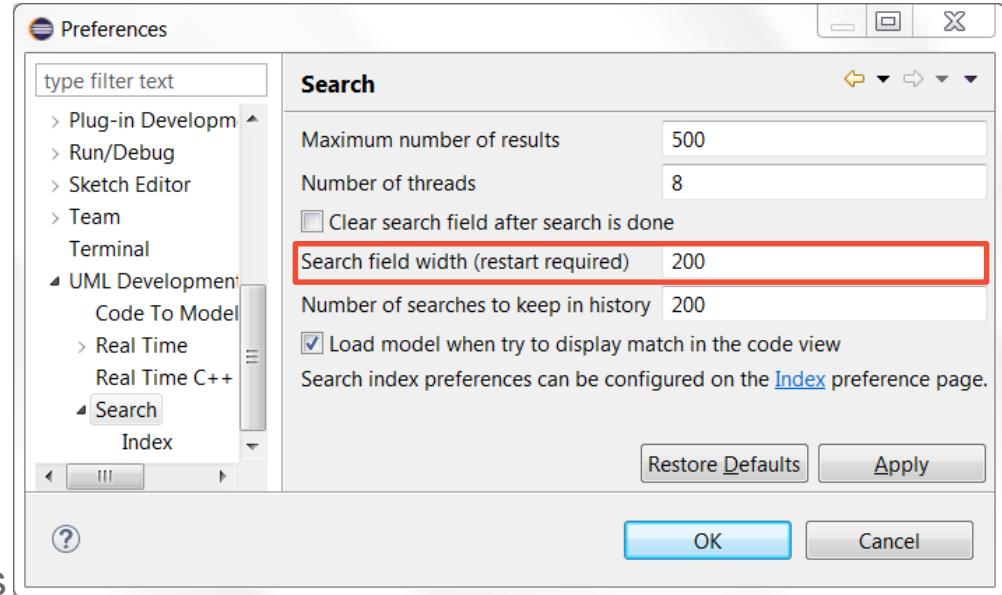 Preferences
type filter text
Plug-in Developm
Run/Debug
Sketch Editor
Team
Terminal
UML Development
Code To Model
Real Time
Real Time C++
Search
Index
Search
Maximum number of results 500
Number of threads 8
Clear search field after search is done
Search field width (restart required) 200
Number of searches to keep in history 200
Load model when try to display match in the code view
Search index preferences can be configured on the Index preference page.
Restore Defaults Apply
? OK Cancel
s